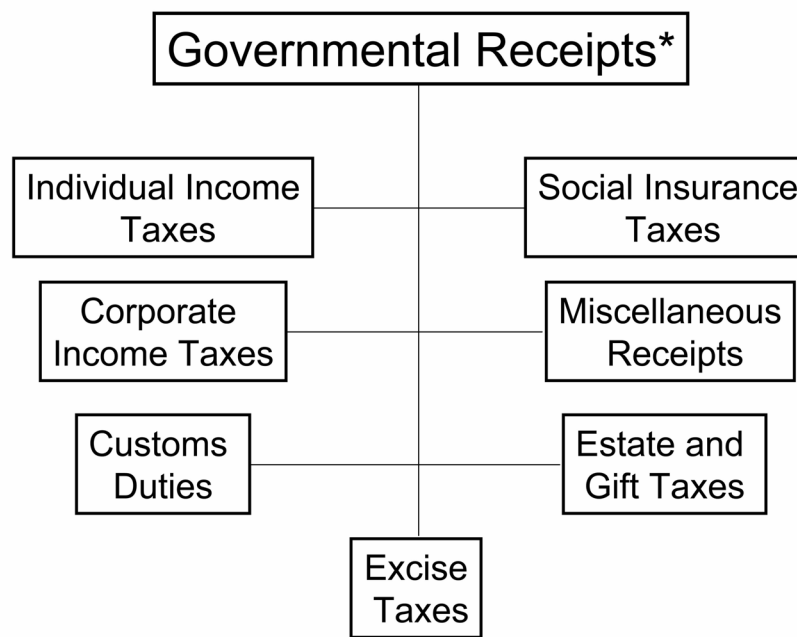 Governmental Receipts*
Individual Income
Taxes
Social Insurance
Taxes
Corporate
Income Taxes
Miscellaneous
Receipts
Customs
Duties
Estate and
Gift Taxes
Excise
Taxes